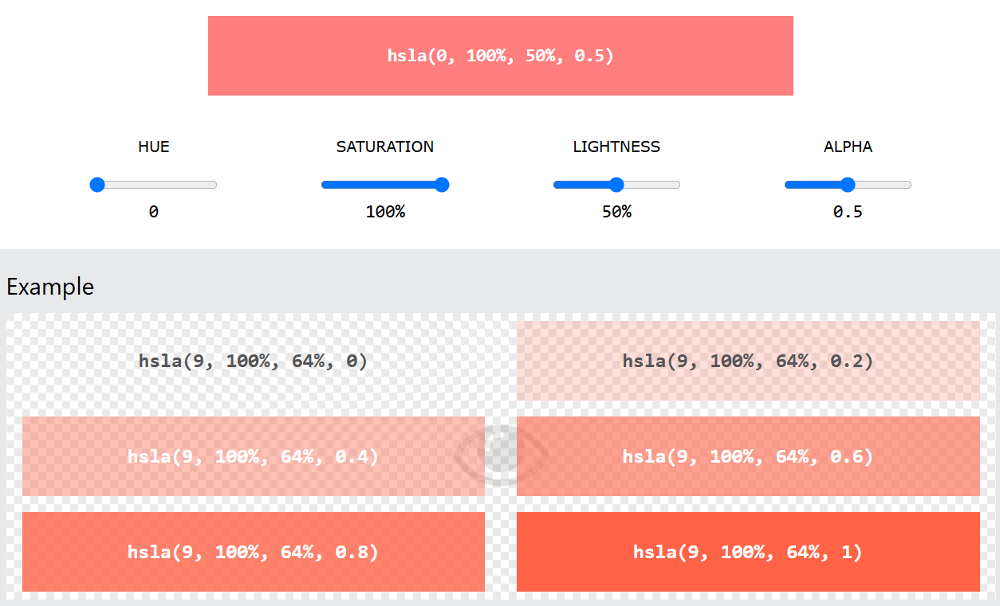 hsla(0, 100%, 50%, 0.5)
HUE SATURATION LIGHTNESS ALPHA
0 100% 50% 0.5
Example
hsla(9, 100%, 64%, 0) hsla(9, 100%, 64%, 0.2)
hsla(9, 100%, 64%, 0.4) hsla(9, 100%, 64%, 0.6)
hsla(9, 100%, 64%, 0.8) hsla(9, 100%, 64%, 1)